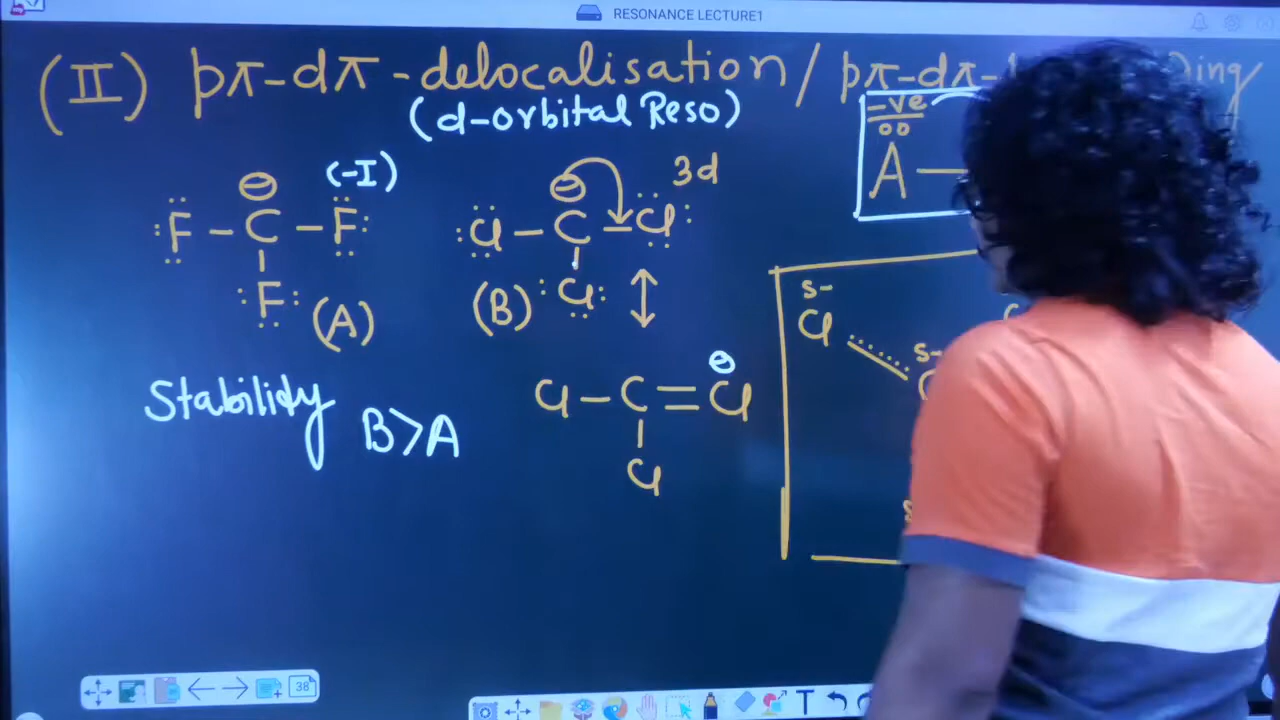 RESONANCE LECTURE1
(II) pπ-dπ-delocalisation/ pπ-dπ-
(d-orbital Reso)
-ve
A —
⊖ (-I)
:F – C – F:
F:
(A)
⊖ 3d
:Cl – C – Cl:
:Cl:
(B)
↕
⊖
Cl – C = Cl
Cl
Stability
B>A
δ-
Cl
δ-
38
T